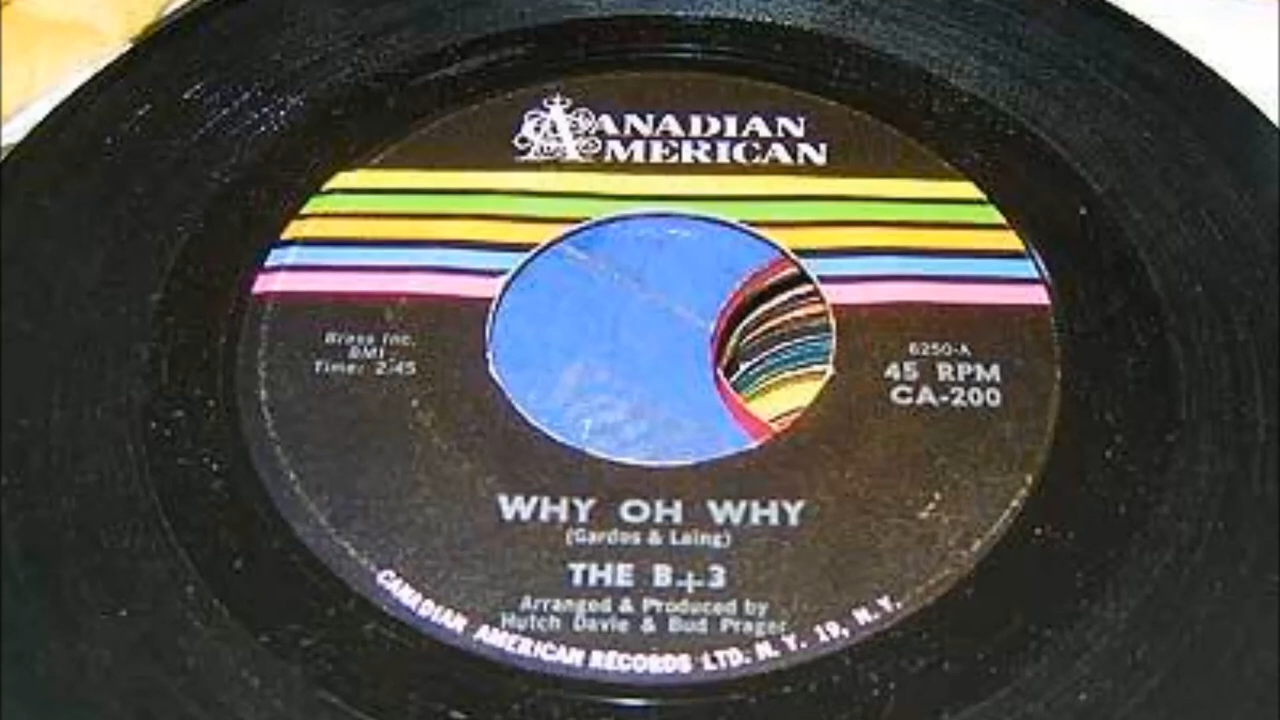 CANADIAN
AMERICAN
Brass Inc.
BMI
Time: 2:45
6250-A
45 RPM
CA-200
WHY OH WHY
(Gardos & Laing)
THE B.+3
Arranged & Produced by
Hutch Davie & Bud Prager
CANADIAN AMERICAN RECORDS LTD. N. Y. 19, N. Y.